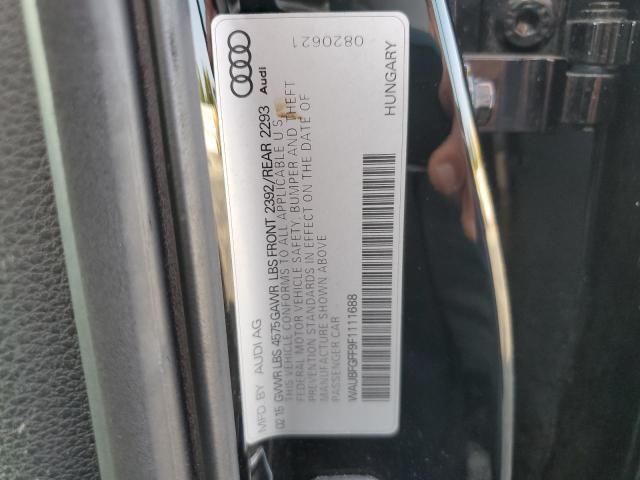 MFD. BY AUDI AG Audi
02 15 GVWR LBS 4575 GAWR LBS FRONT 2392/REAR 2293
THIS VEHICLE CONFORMS TO ALL APPLICABLE U.S.
FEDERAL MOTOR VEHICLE SAFETY, BUMPER AND THEFT
PREVENTION STANDARDS IN EFFECT ON THE DATE OF
MANUFACTURE SHOWN ABOVE
PASSENGER CAR
WAUBFGFF9F1111688
0820621
HUNGARY